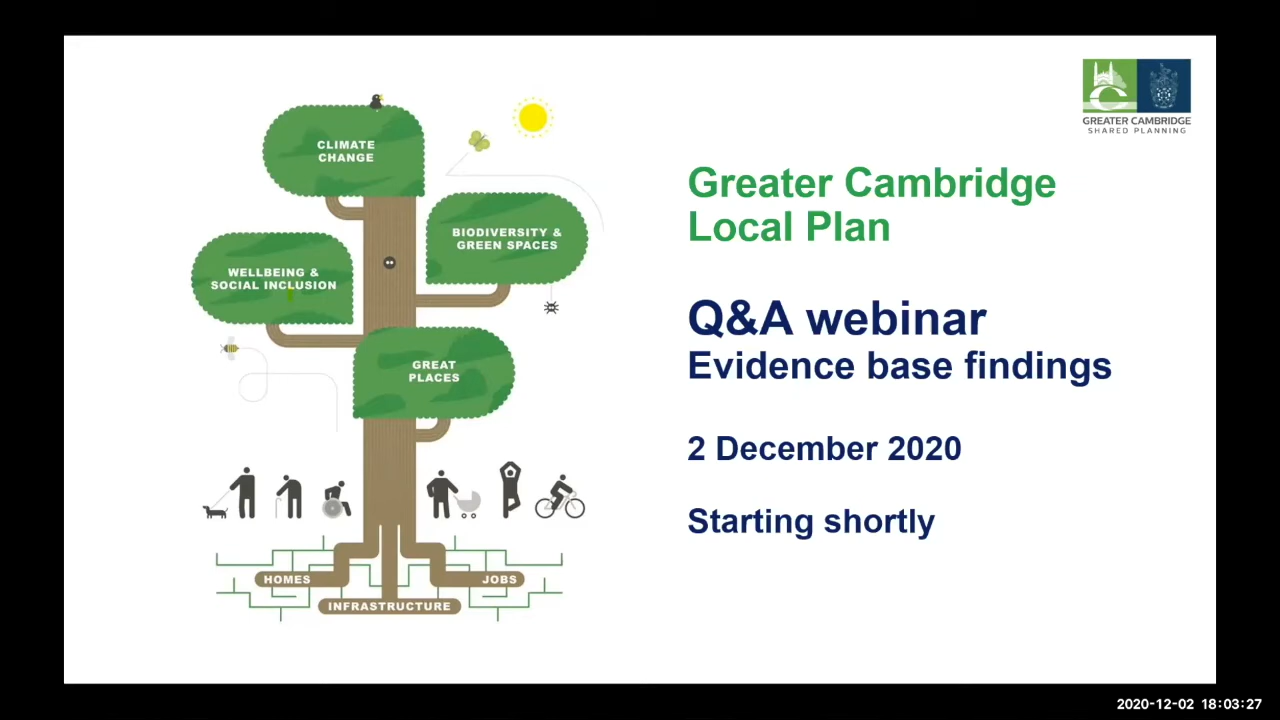 CLIMATE
CHANGE
BIODIVERSITY &
GREEN SPACES
WELLBEING &
SOCIAL INCLUSION
GREAT
PLACES
HOMES
JOBS
INFRASTRUCTURE
GREATER CAMBRIDGE
SHARED PLANNING
Greater Cambridge
Local Plan
Q&A webinar
Evidence base findings
2 December 2020
Starting shortly
2020-12-02 18:03:27